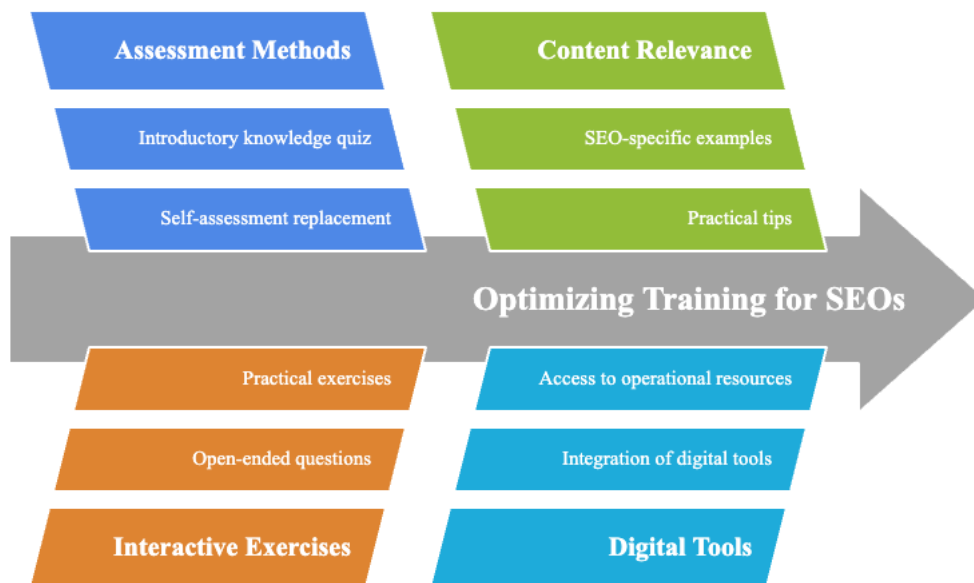 Assessment Methods
Introductory knowledge quiz
Self-assessment replacement
Content Relevance
SEO-specific examples
Practical tips
Optimizing Training for SEOs
Practical exercises
Open-ended questions
Interactive Exercises
Access to operational resources
Integration of digital tools
Digital Tools